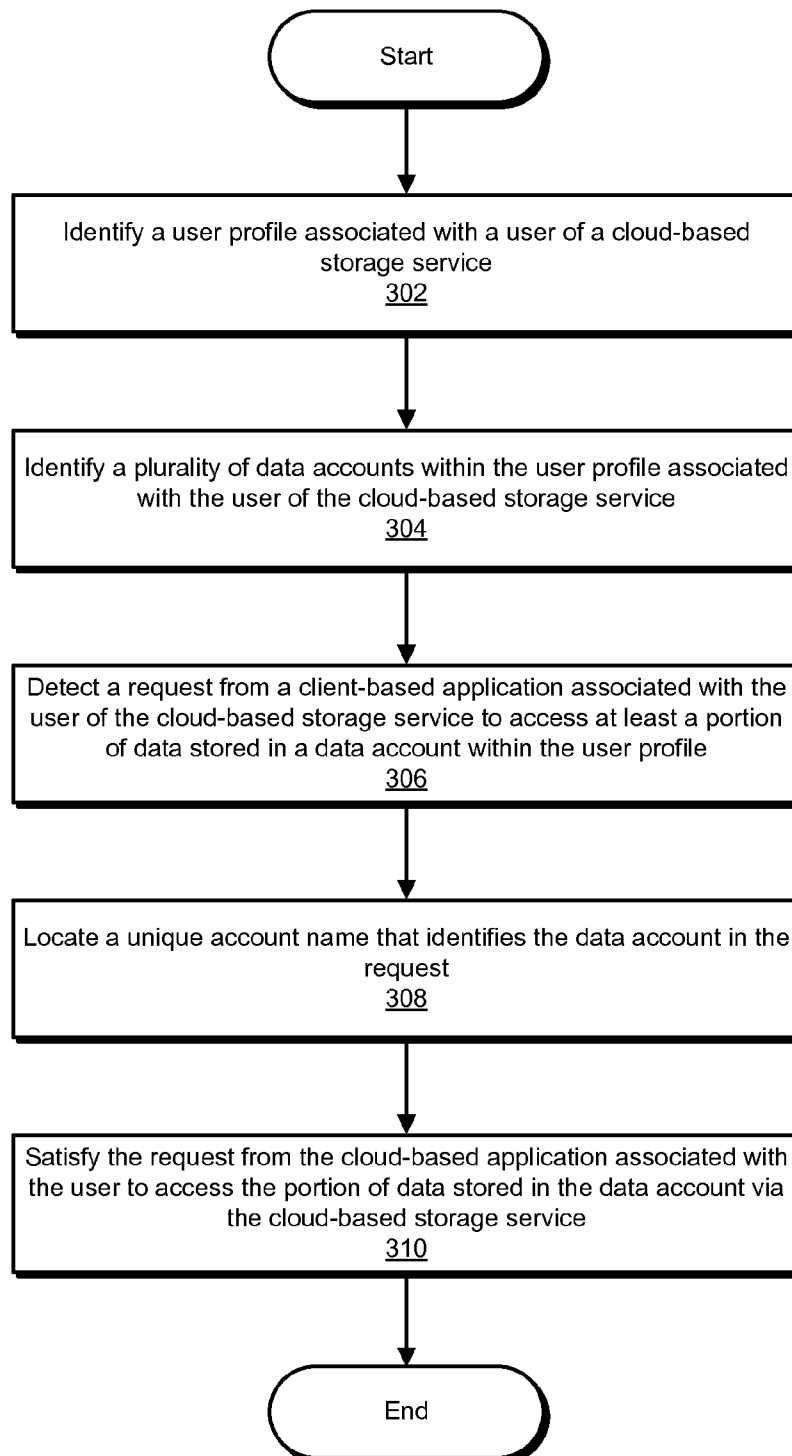 Start
Identify a user profile associated with a user of a cloud-based
storage service
302
Identify a plurality of data accounts within the user profile associated
with the user of the cloud-based storage service
304
Detect a request from a client-based application associated with the
user of the cloud-based storage service to access at least a portion
of data stored in a data account within the user profile
306
Locate a unique account name that identifies the data account in the
request
308
Satisfy the request from the cloud-based application associated with
the user to access the portion of data stored in the data account via
the cloud-based storage service
310
End